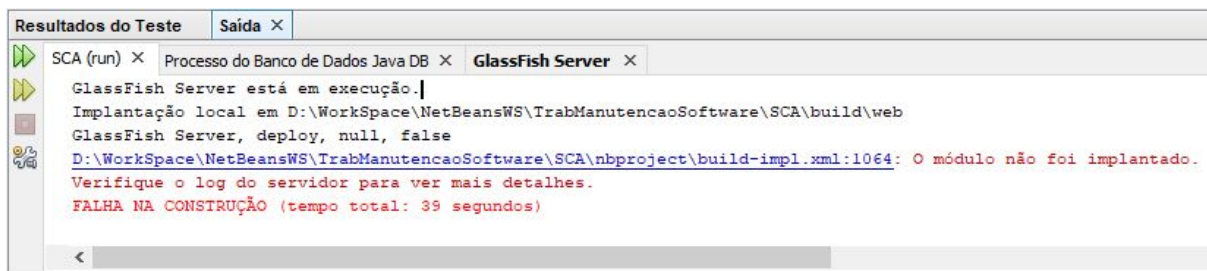 Resultados do Teste Saída ×
SCA (run) × Processo do Banco de Dados Java DB × GlassFish Server ×
GlassFish Server está em execução.
Implantação local em D:\WorkSpace\NetBeansWS\TrabManutencaoSoftware\SCA\build\web
GlassFish Server, deploy, null, false
D:\WorkSpace\NetBeansWS\TrabManutencaoSoftware\SCA\nbproject\build-impl.xml:1064: O módulo não foi implantado.
Verifique o log do servidor para ver mais detalhes.
FALHA NA CONSTRUÇÃO (tempo total: 39 segundos)